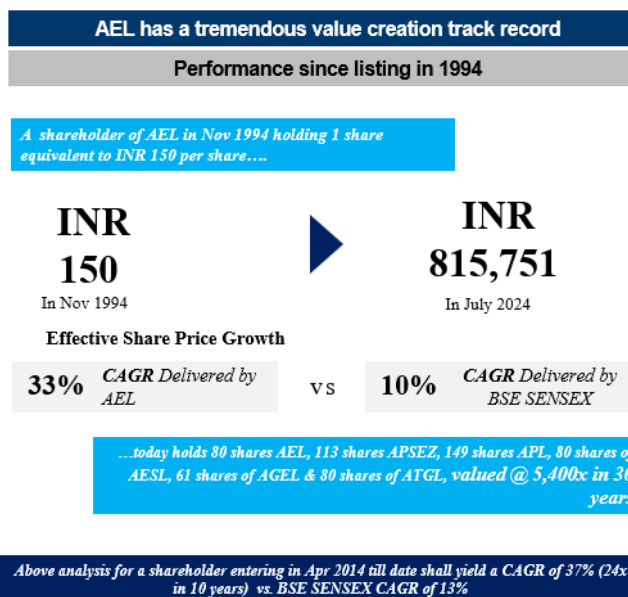 AEL has a tremendous value creation track record
Performance since listing in 1994
A shareholder of AEL in Nov 1994 holding 1 share
equivalent to INR 150 per share....
INR
150
In Nov 1994
INR
815,751
In July 2024
Effective Share Price Growth
33% CAGR Delivered by
AEL
vs
10% CAGR Delivered by
BSE SENSEX
...today holds 80 shares AEL, 113 shares APSEZ, 149 shares APL, 80 shares of
AESL, 61 shares of AGEL & 80 shares of ATGL, valued @ 5,400x in 30
years
Above analysis for a shareholder entering in Apr 2014 till date shall yield a CAGR of 37% (24x
in 10 years) vs. BSE SENSEX CAGR of 13%